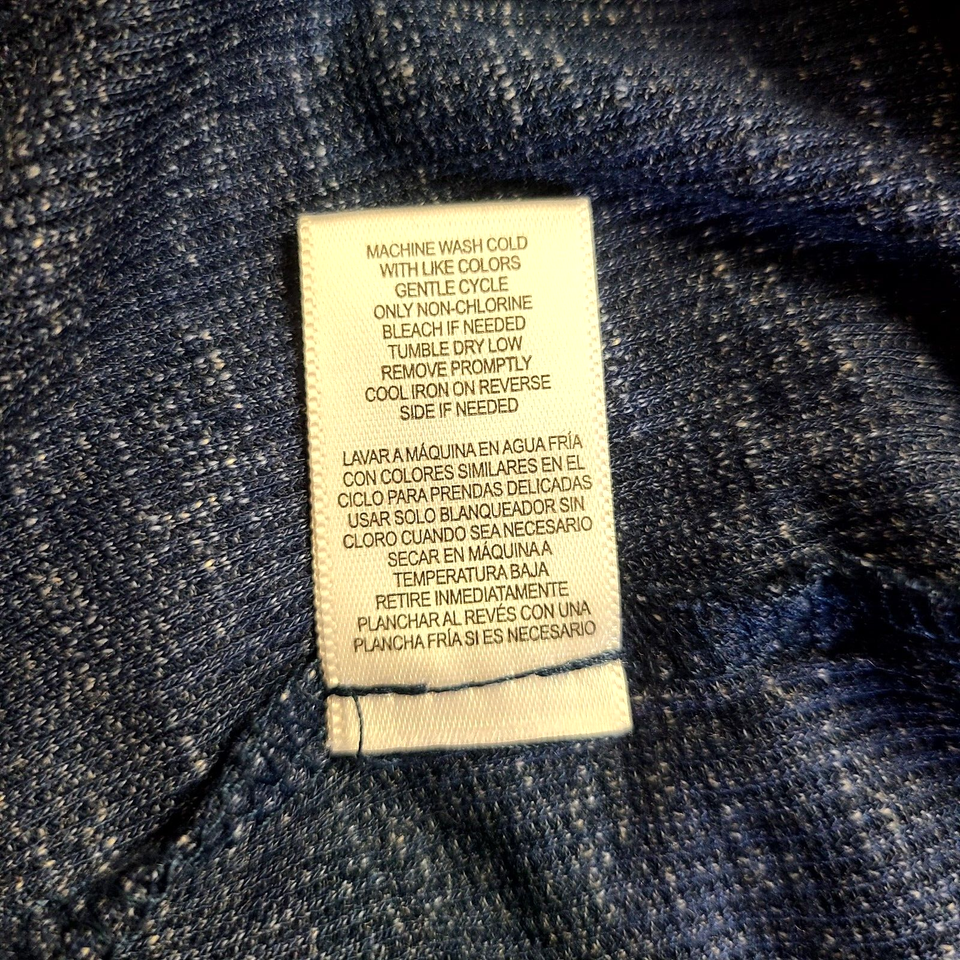 MACHINE WASH COLD
WITH LIKE COLORS
GENTLE CYCLE
ONLY NON-CHLORINE
BLEACH IF NEEDED
TUMBLE DRY LOW
REMOVE PROMPTLY
COOL IRON ON REVERSE
SIDE IF NEEDED
LAVAR A MÁQUINA EN AGUA FRÍA
CON COLORES SIMILARES EN EL
CICLO PARA PRENDAS DELICADAS
USAR SOLO BLANQUEADOR SIN
CLORO CUANDO SEA NECESARIO
SECAR EN MÁQUINA A
TEMPERATURA BAJA
RETIRE INMEDIATAMENTE
PLANCHAR AL REVÉS CON UNA
PLANCHA FRÍA SI ES NECESARIO